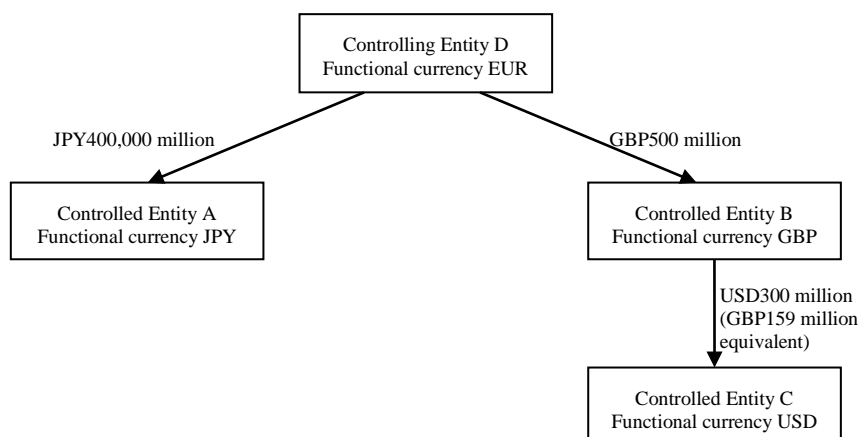 Controlling Entity D
Functional currency EUR
JPY400,000 million
GBP500 million
Controlled Entity A
Functional currency JPY
Controlled Entity B
Functional currency GBP
USD300 million
(GBP159 million
equivalent)
Controlled Entity C
Functional currency USD